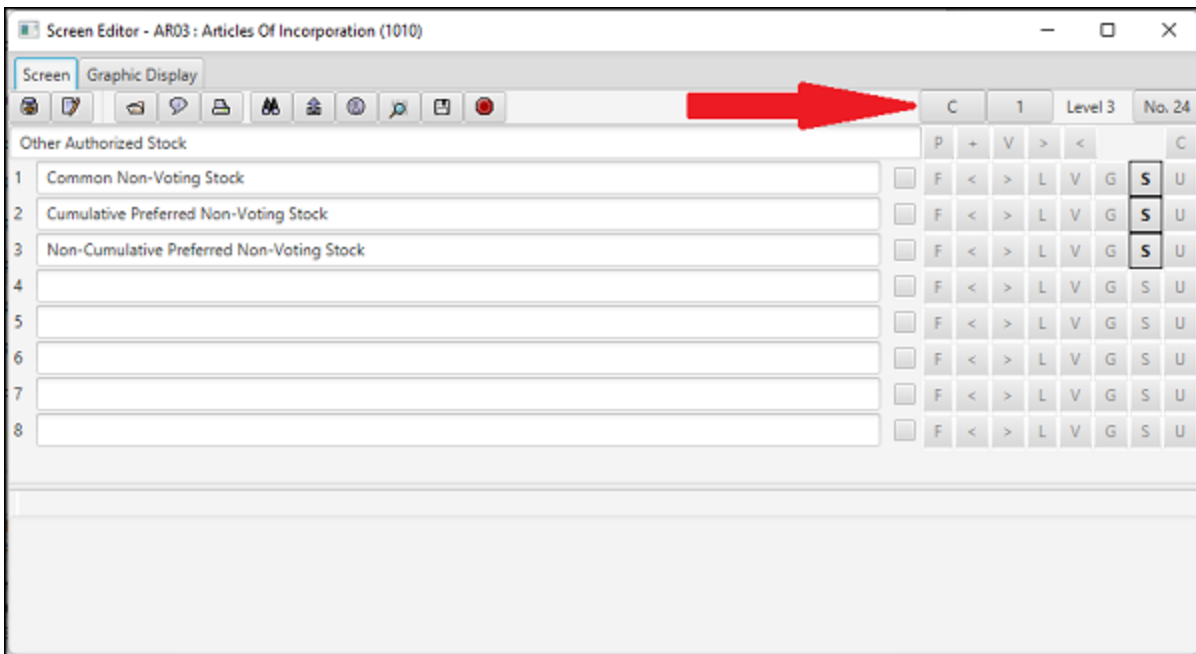 Screen Editor - AR03 : Articles Of Incorporation (1010)
Screen Graphic Display
C 1 Level 3 No. 24
Other Authorized Stock P + V > < C
1 Common Non-Voting Stock F < > L V G S U
2 Cumulative Preferred Non-Voting Stock F < > L V G S U
3 Non-Cumulative Preferred Non-Voting Stock F < > L V G S U
4 F < > L V G S U
5 F < > L V G S U
6 F < > L V G S U
7 F < > L V G S U
8 F < > L V G S U